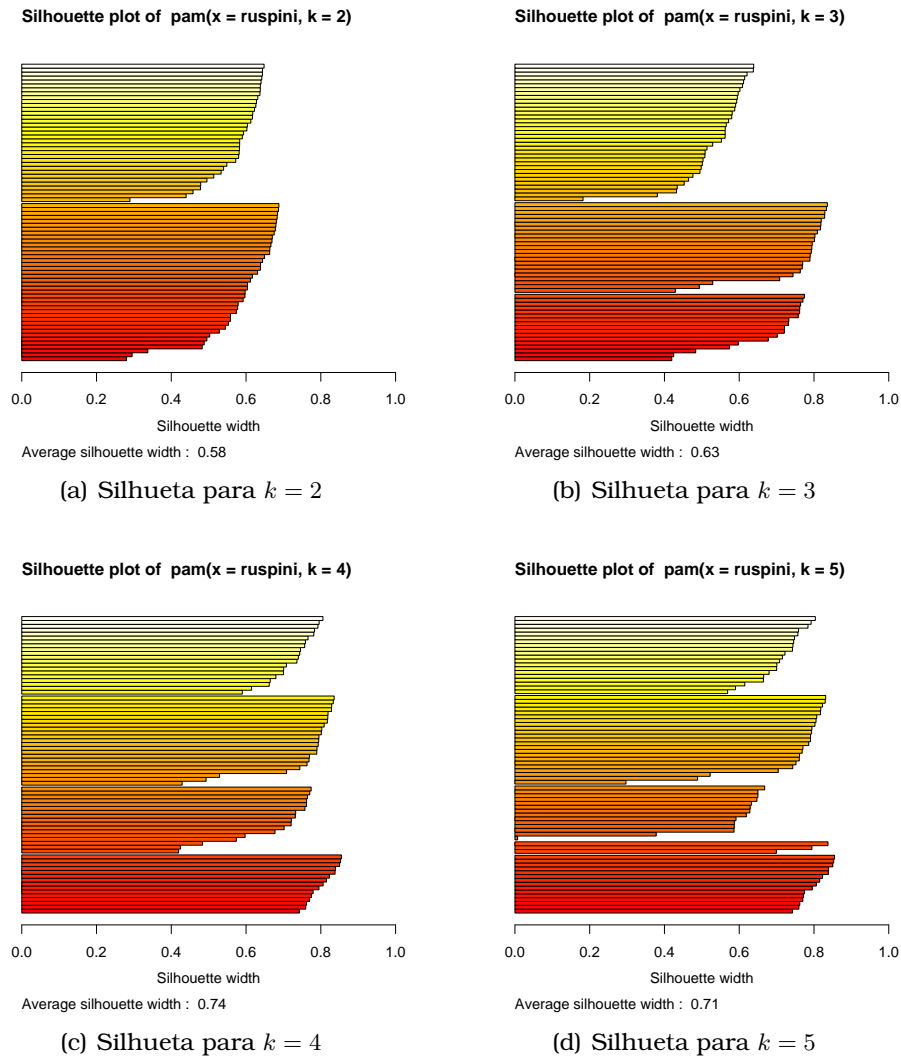 Silhouette plot of pam(x = ruspini, k = 2)
0.0 0.2 0.4 0.6 0.8 1.0
Silhouette width
Average silhouette width : 0.58
(a) Silhueta para k = 2
Silhouette plot of pam(x = ruspini, k = 3)
0.0 0.2 0.4 0.6 0.8 1.0
Silhouette width
Average silhouette width : 0.63
(b) Silhueta para k = 3
Silhouette plot of pam(x = ruspini, k = 4)
0.0 0.2 0.4 0.6 0.8 1.0
Silhouette width
Average silhouette width : 0.74
(c) Silhueta para k = 4
Silhouette plot of pam(x = ruspini, k = 5)
0.0 0.2 0.4 0.6 0.8 1.0
Silhouette width
Average silhouette width : 0.71
(d) Silhueta para k = 5